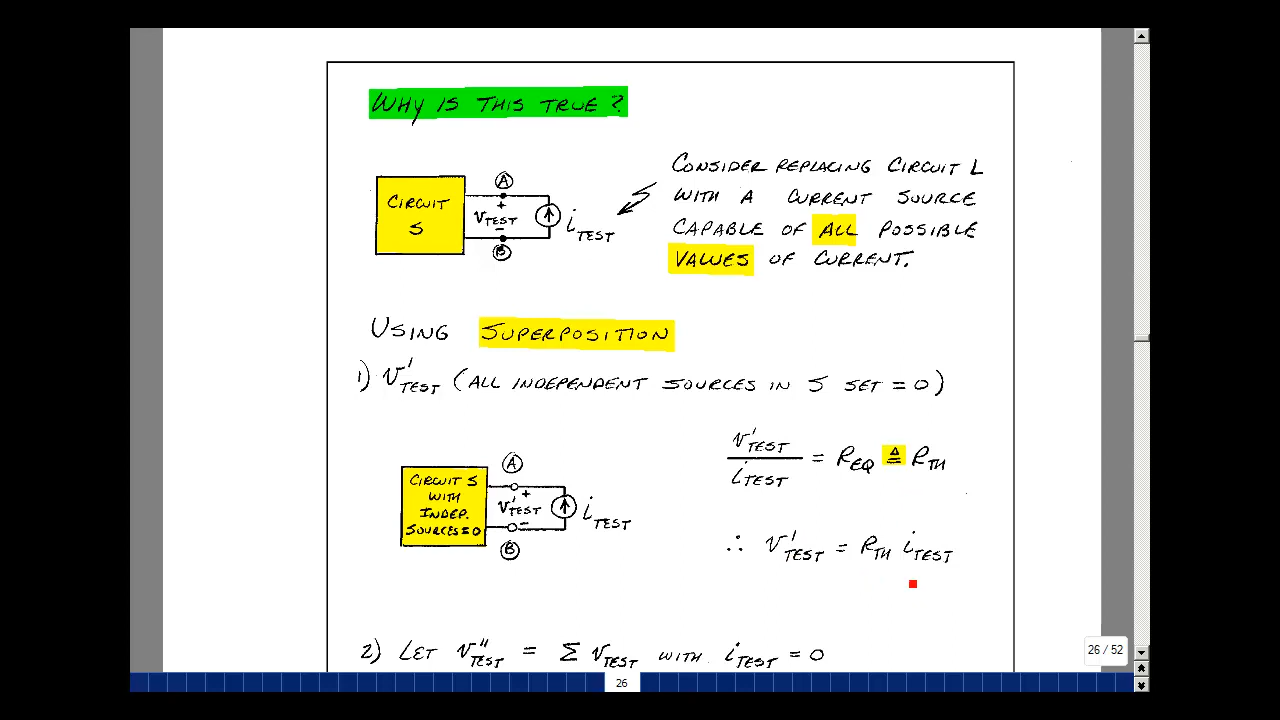 WHY IS THIS TRUE?
CIRCUIT
S
A
+
VTEST
-
B
iTEST
CONSIDER REPLACING CIRCUIT L
WITH A CURRENT SOURCE
CAPABLE OF ALL POSSIBLE
VALUES OF CURRENT.
USING SUPERPOSITION
1) V'TEST (ALL INDEPENDENT SOURCES IN S SET = 0)
CIRCUIT S
WITH
INDEP.
SOURCES=0
A
+
V'TEST
-
B
iTEST
V'TEST / iTEST = REQ ≜ RTH
∴ V'TEST = RTH iTEST
2) LET V''TEST = Σ VTEST WITH iTEST = 0
26 / 52
26